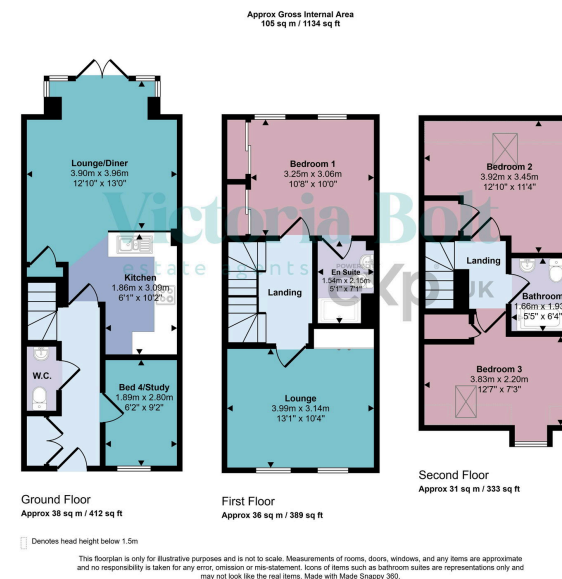 Approx Gross Internal Area
105 sq m / 1134 sq ft
Victoria Bolt
estate agents
POWERED BY
exp UK
Lounge/Diner
3.90m x 3.96m
12'10" x 13'0"
Kitchen
1.86m x 3.09m
6'1" x 10'2"
W.C.
Bed 4/Study
1.89m x 2.80m
6'2" x 9'2"
Ground Floor
Approx 38 sq m / 412 sq ft
Bedroom 1
3.25m x 3.06m
10'8" x 10'0"
En Suite
1.54m x 2.15m
5'1" x 7'1"
Landing
Lounge
3.99m x 3.14m
13'1" x 10'4"
First Floor
Approx 36 sq m / 389 sq ft
Bedroom 2
3.92m x 3.45m
12'10" x 11'4"
Landing
Bathroom
1.66m x 1.93
5'5" x 6'4"
Bedroom 3
3.83m x 2.20m
12'7" x 7'3"
Second Floor
Approx 31 sq m / 333 sq ft
Denotes head height below 1.5m
This floorplan is only for illustrative purposes and is not to scale. Measurements of rooms, doors, windows, and any items are approximate
and no responsibility is taken for any error, omission or mis-statement. Icons of items such as bathroom suites are representations only and
may not look like the real items. Made with Made Snappy 360.